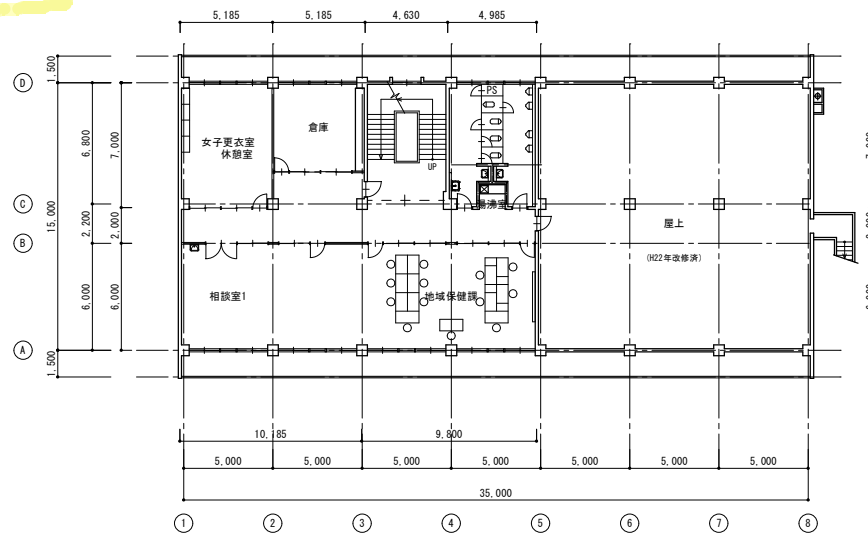 5,185
5,185
4,630
4,985
1,500
D
PS
6,800
7,000
女子更衣室
休憩室
倉庫
UP
C
湯沸室
15,000
2,200
2,000
屋上
B
(H22年改修済)
6,000
6,000
相談室1
地域保健課
A
1,500
10,185
9,800
5,000
5,000
5,000
5,000
5,000
5,000
5,000
35,000
1
2
3
4
5
6
7
8